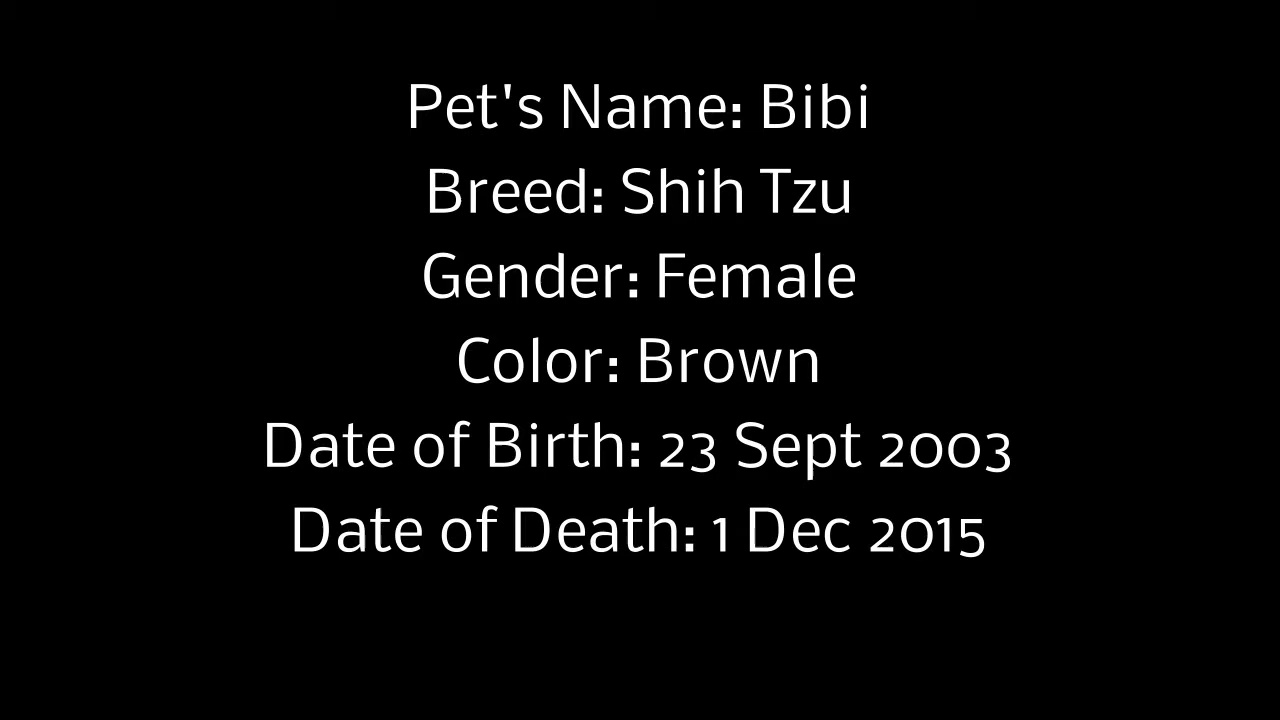 Pet's Name: Bibi
Breed: Shih Tzu
Gender: Female
Color: Brown
Date of Birth: 23 Sept 2003
Date of Death: 1 Dec 2015